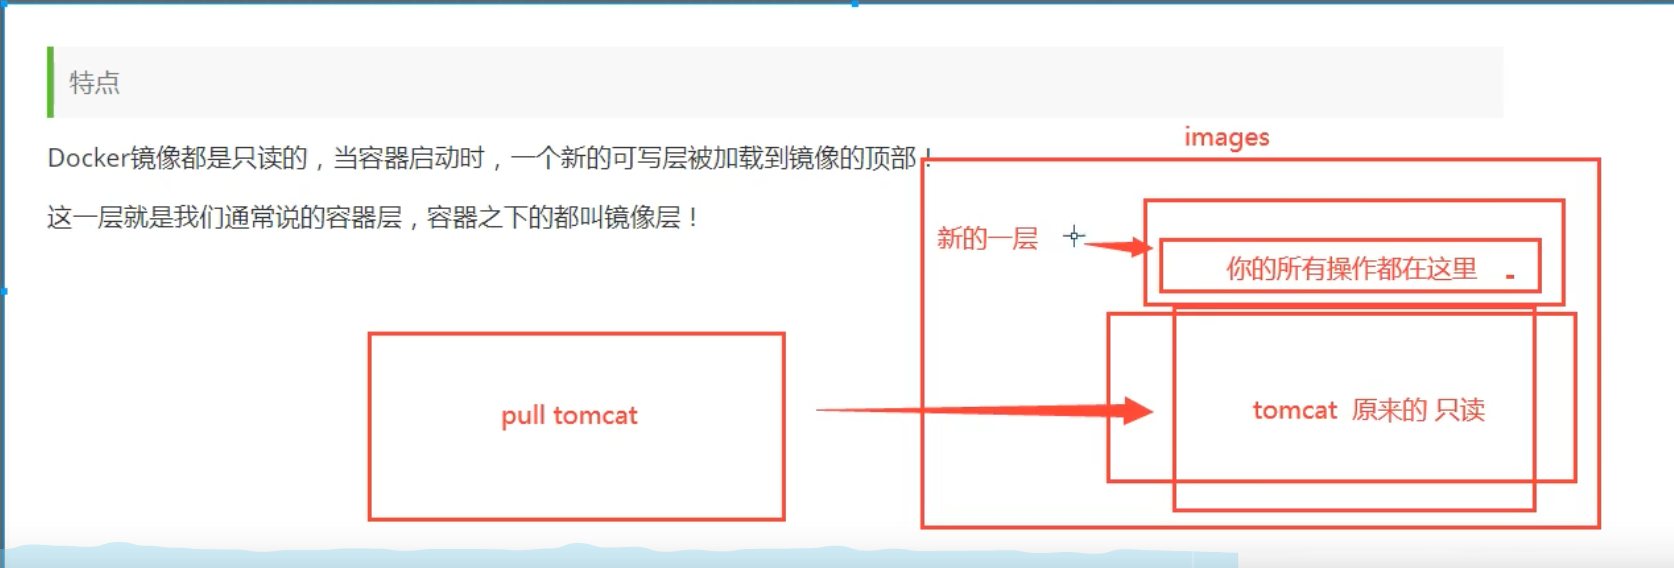 特点
Docker镜像都是只读的，当容器启动时，一个新的可写层被加载到镜像的顶部！
这一层就是我们通常说的容器层，容器之下的都叫镜像层！
images
新的一层
你的所有操作都在这里
pull tomcat
tomcat 原来的 只读